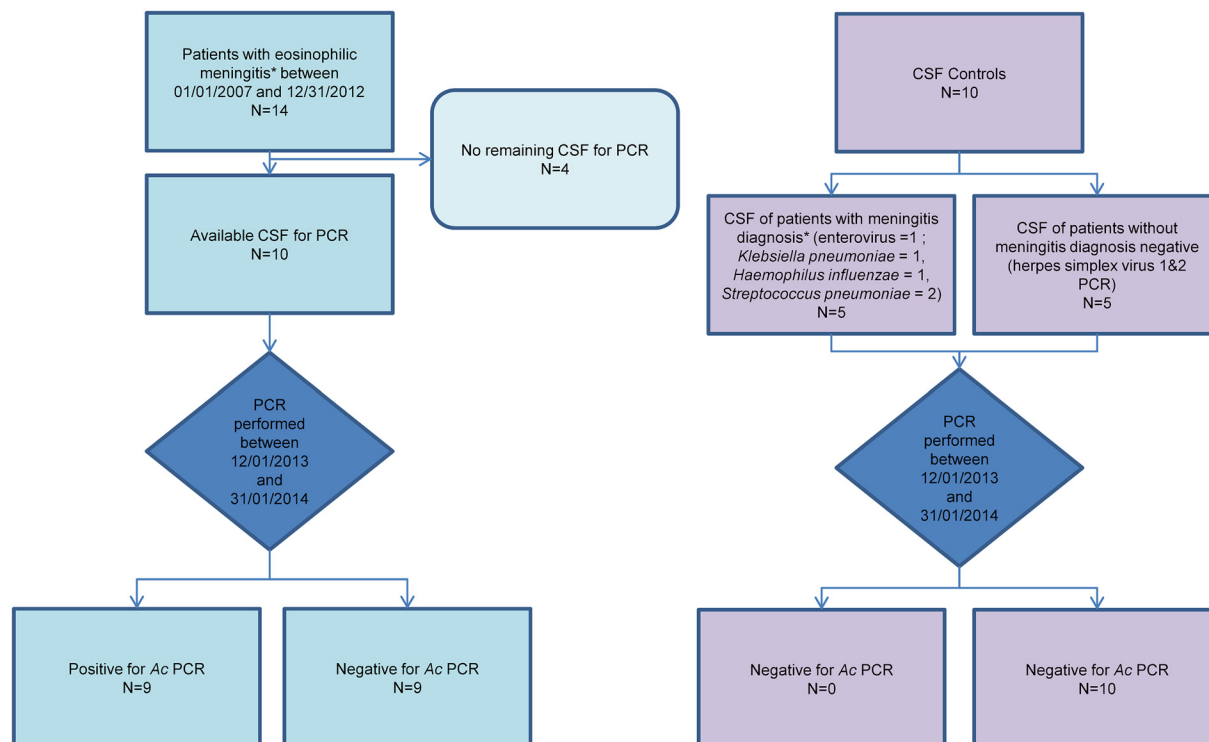 Patients with eosinophilic
meningitis* between
01/01/2007 and 12/31/2012
N=14
No remaining CSF for PCR
N=4
Available CSF for PCR
N=10
PCR
performed
between
12/01/2013
and
31/01/2014
Positive for Ac PCR
N=9
Negative for Ac PCR
N=9
CSF Controls
N=10
CSF of patients with meningitis
diagnosis* (enterovirus =1 ;
Klebsiella pneumoniae = 1,
Haemophilus influenzae = 1,
Streptococcus pneumoniae = 2)
N=5
CSF of patients without
meningitis diagnosis negative
(herpes simplex virus 1&2
PCR)
N=5
PCR
performed
between
12/01/2013
and
31/01/2014
Negative for Ac PCR
N=0
Negative for Ac PCR
N=10